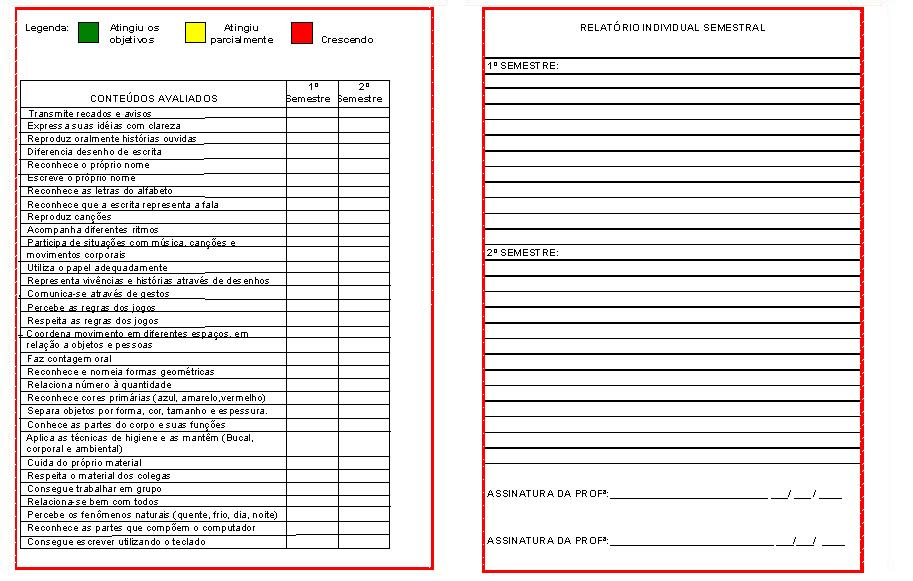 Legenda:
Atingiu os
objetivos
Atingiu
parcialmente
Crescendo
CONTEÚDOS AVALIADOS
1º
Semestre
2º
Semestre
Transmite recados e avisos
Expressa suas idéias com clareza
Reproduz oralmente histórias ouvidas
Diferencia desenho de escrita
Reconhece o próprio nome
Escreve o próprio nome
Reconhece as letras do alfabeto
Reconhece que a escrita representa a fala
Reproduz canções
Acompanha diferentes ritmos
Participa de situações com música, canções e
movimentos corporais
Utiliza o papel adequadamente
Representa vivências e histórias através de desenhos
Comunica-se através de gestos
Percebe as regras dos jogos
Respeita as regras dos jogos
Coordena movimento em diferentes espaços, em
relação a objetos e pessoas
Faz contagem oral
Reconhece e nomeia formas geométricas
Relaciona número à quantidade
Reconhece cores primárias (azul, amarelo,vermelho)
Separa objetos por forma, cor, tamanho e espessura.
Conhece as partes do corpo e suas funções
Aplica as técnicas de higiene e as mantêm (Bucal,
corporal e ambiental)
Cuida do próprio material
Respeita o material dos colegas
Consegue trabalhar em grupo
Relaciona-se bem com todos
Percebe os fenômenos naturais (quente, frio, dia, noite)
Reconhece as partes que compõem o computador
Consegue escrever utilizando o teclado
RELATÓRIO INDIVIDUAL SEMESTRAL
1º SEMESTRE:
2º SEMESTRE:
ASSINATURA DA PROFª:__________________________ ___/ ___/ ____
ASSINATURA DA PROFª:___________________________ ___/___/ ____